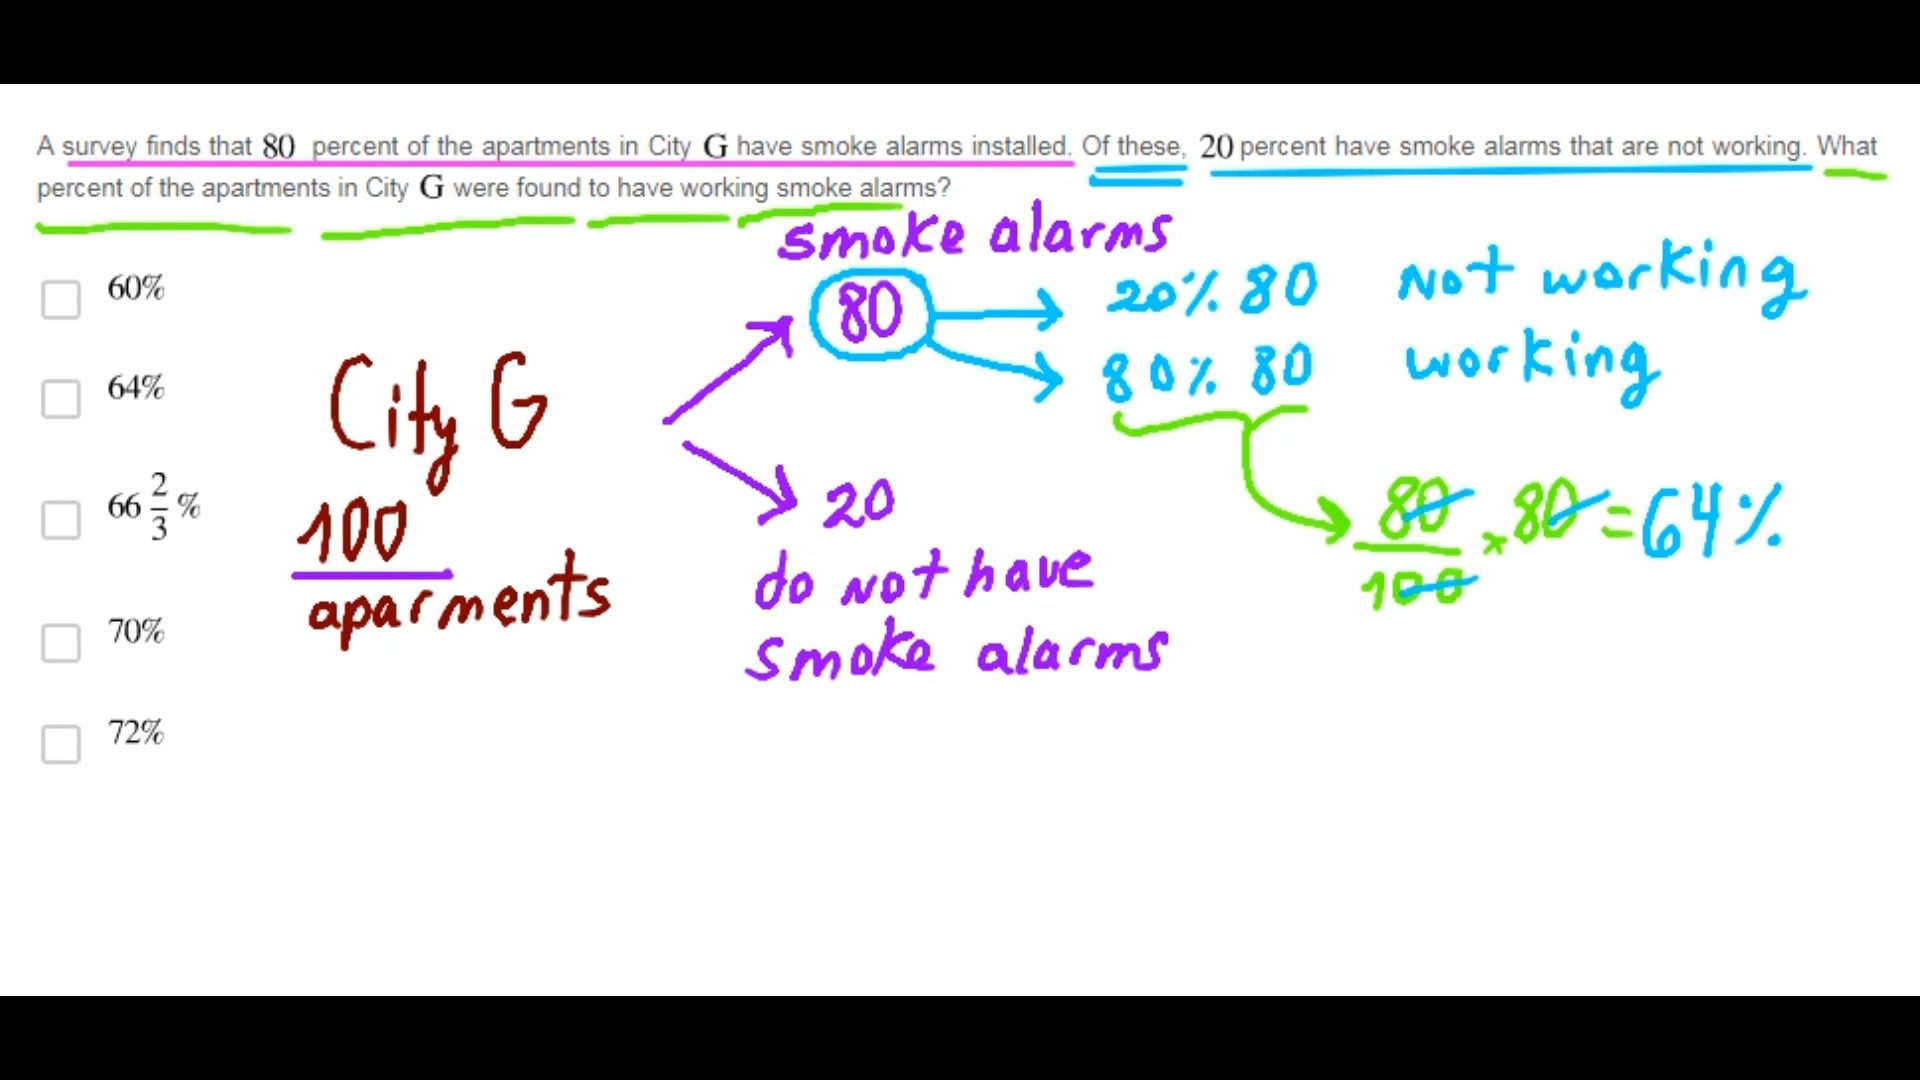 A survey finds that 80 percent of the apartments in City G have smoke alarms installed. Of these, 20 percent have smoke alarms that are not working. What
percent of the apartments in City G were found to have working smoke alarms?
60%
64%
66 2/3 %
70%
72%
City G
100
aparments
smoke alarms
80
20% 80 Not working
80% 80 working
20
do not have
smoke alarms
80/100 × 80 = 64%